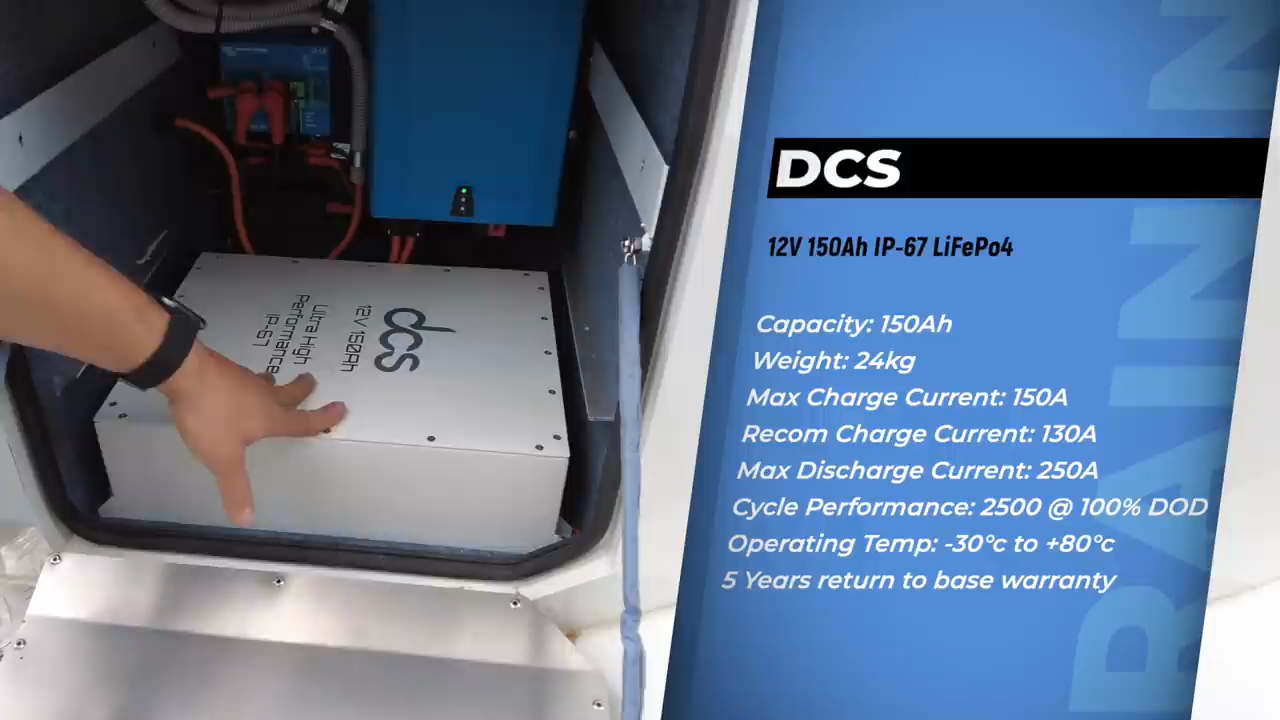 DCS
12V 150Ah IP-67 LiFePo4
Capacity: 150Ah
Weight: 24kg
Max Charge Current: 150A
Recom Charge Current: 130A
Max Discharge Current: 250A
Cycle Performance: 2500 @ 100% DOD
Operating Temp: -30°c to +80°c
5 Years return to base warranty
dcs
12V 150Ah
Ultra High
Performance
IP-67